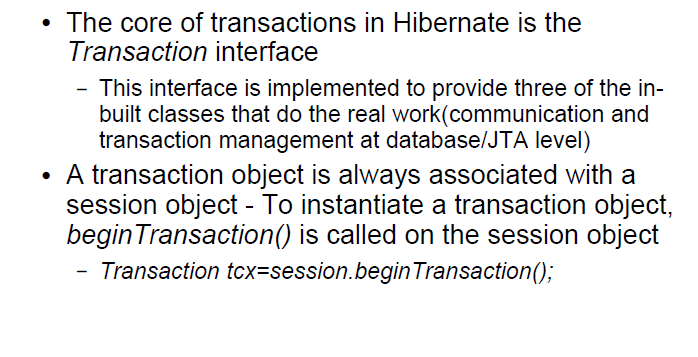 • The core of transactions in Hibernate is the
Transaction interface
– This interface is implemented to provide three of the in-
built classes that do the real work(communication and
transaction management at database/JTA level)
• A transaction object is always associated with a
session object - To instantiate a transaction object,
beginTransaction() is called on the session object
– Transaction tcx=session.beginTransaction();